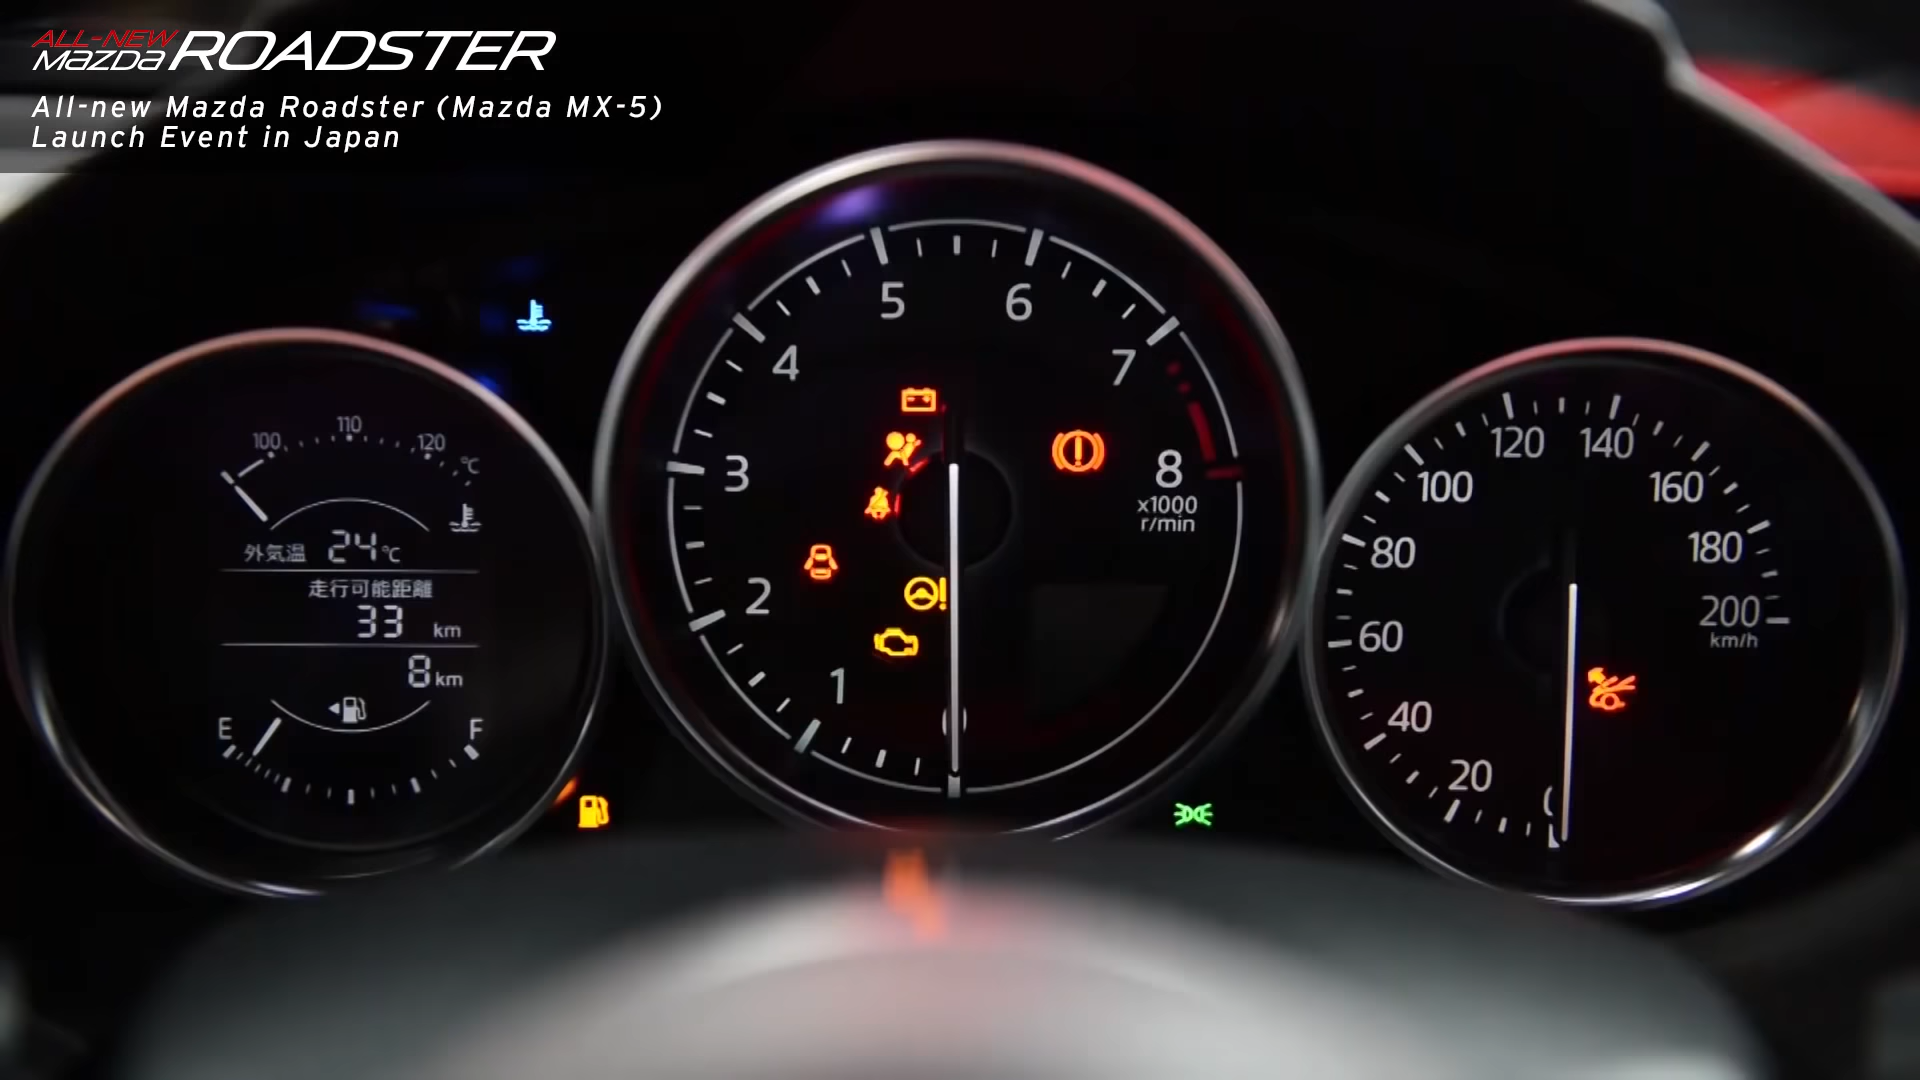 ALL-NEW
mazda ROADSTER
All-new Mazda Roadster (Mazda MX-5)
Launch Event in Japan
100 110 120 ℃
外気温 24℃
走行可能距離
33 km
8 km
E F
0 1 2 3 4 5 6 7 8
x1000
r/min
0 20 40 60 80 100 120 140 160 180 200
km/h